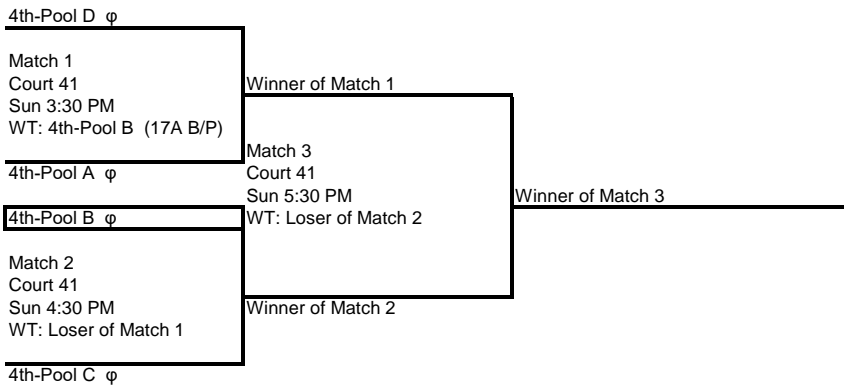 4th-Pool D φ
Match 1
Court 41
Sun 3:30 PM
WT: 4th-Pool B (17A B/P)
4th-Pool A φ
Winner of Match 1
4th-Pool B φ
Match 2
Court 41
Sun 4:30 PM
WT: Loser of Match 1
4th-Pool C φ
Winner of Match 2
Match 3
Court 41
Sun 5:30 PM
WT: Loser of Match 2
Winner of Match 3